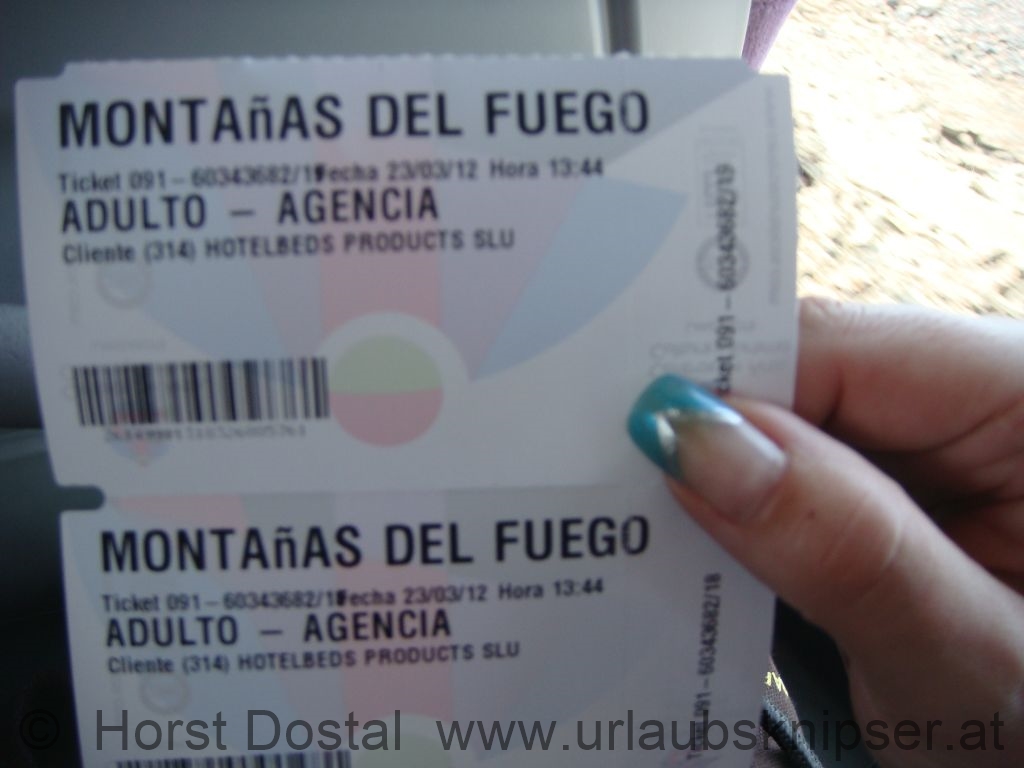 MONTAñAS DEL FUEGO
Ticket 091-60343682/19 Fecha 23/03/12 Hora 13:44
ADULTO - AGENCIA
Cliente (314) HOTELBEDS PRODUCTS SLU
Ticket 091-60343682/19
MONTAñAS DEL FUEGO
Ticket 091-60343682/18 Fecha 23/03/12 Hora 13:44
ADULTO - AGENCIA
Cliente (314) HOTELBEDS PRODUCTS SLU
Ticket 091-60343682/18
© Horst Dostal www.urlaubsknipser.at